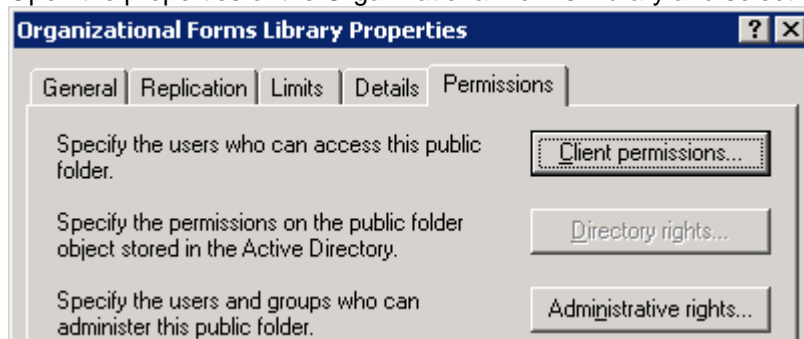 Organizational Forms Library Properties
General Replication Limits Details Permissions
Specify the users who can access this public
folder.
Client permissions...
Specify the permissions on the public folder
object stored in the Active Directory.
Directory rights...
Specify the users and groups who can
administer this public folder.
Administrative rights...